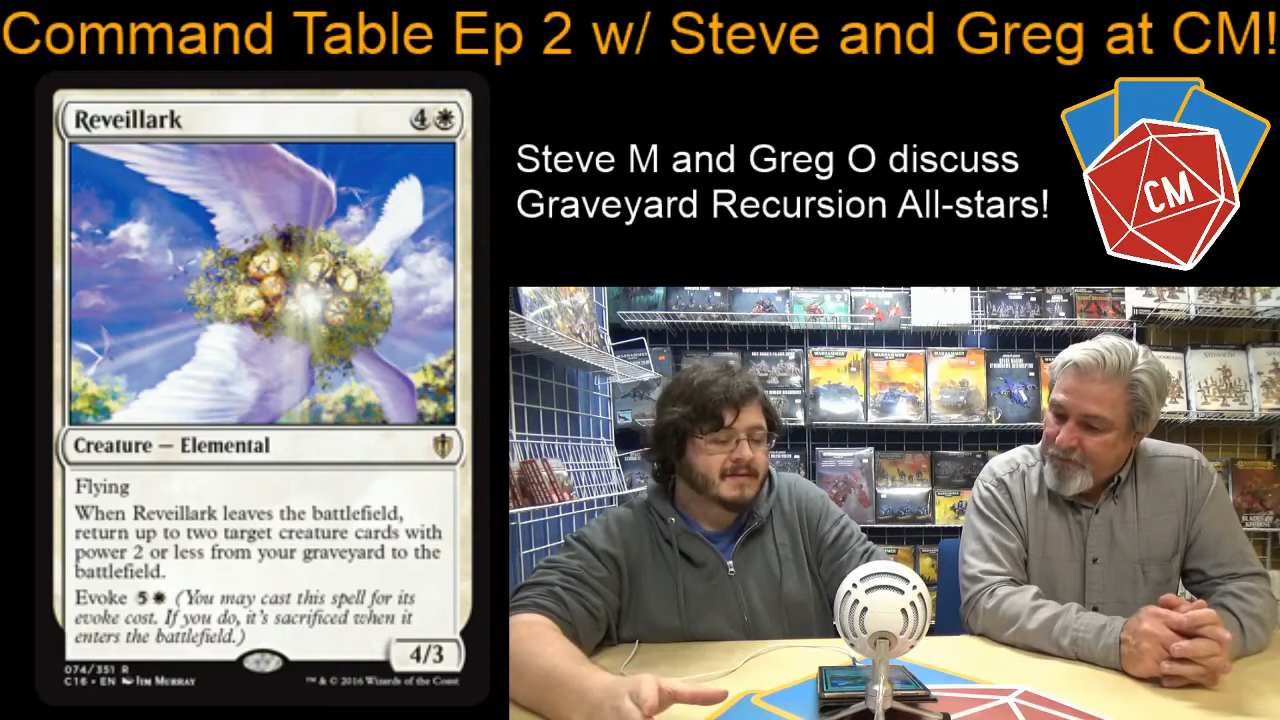 Command Table Ep 2 w/ Steve and Greg at CM!
Reveillark
4
Steve M and Greg O discuss
Graveyard Recursion All-stars!
CM
Creature — Elemental
Flying
When Reveillark leaves the battlefield,
return up to two target creature cards with
power 2 or less from your graveyard to the
battlefield.
Evoke 5 (You may cast this spell for its
evoke cost. If you do, it's sacrificed when it
enters the battlefield.)
4/3
074/351 R
C16 • EN Jim Murray
™ & © 2016 Wizards of the Coast
WARHAMMER
WARHAMMER
WARHAMMER